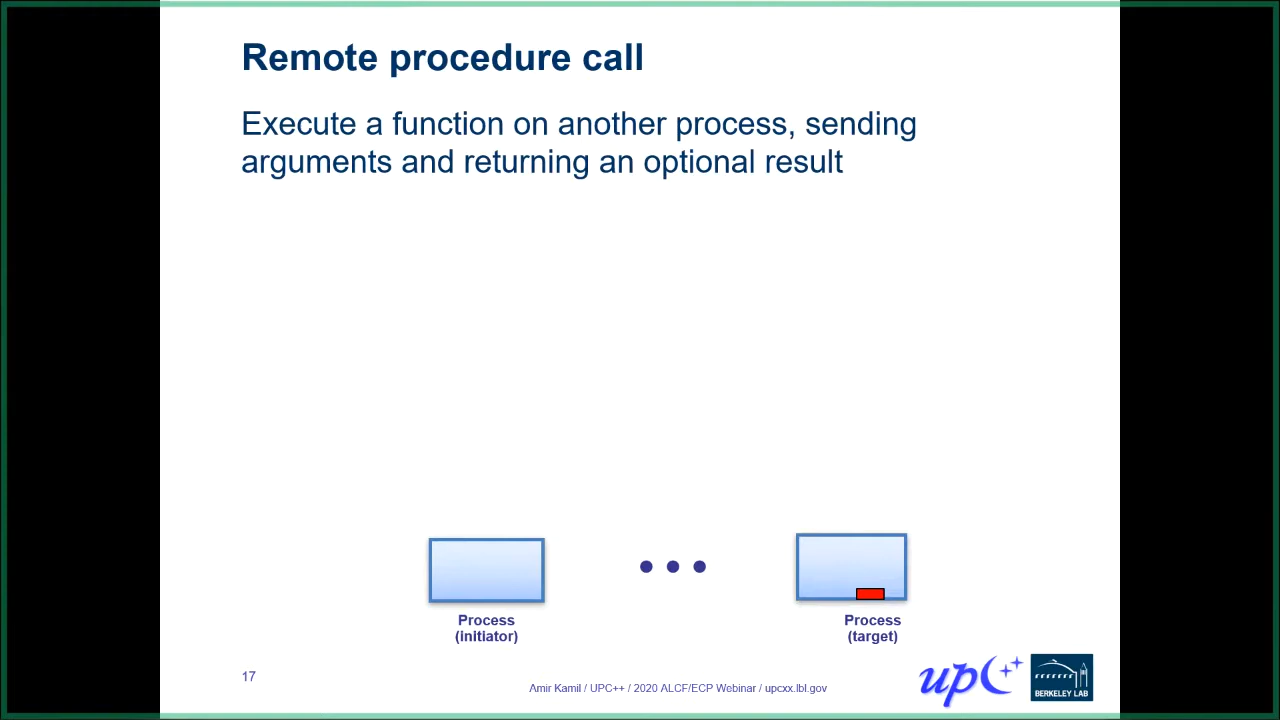 Remote procedure call
Execute a function on another process, sending
arguments and returning an optional result
Process
(initiator)
Process
(target)
17
Amir Kamil / UPC++ / 2020 ALCF/ECP Webinar / upcxx.lbl.gov
upC++
BERKELEY LAB